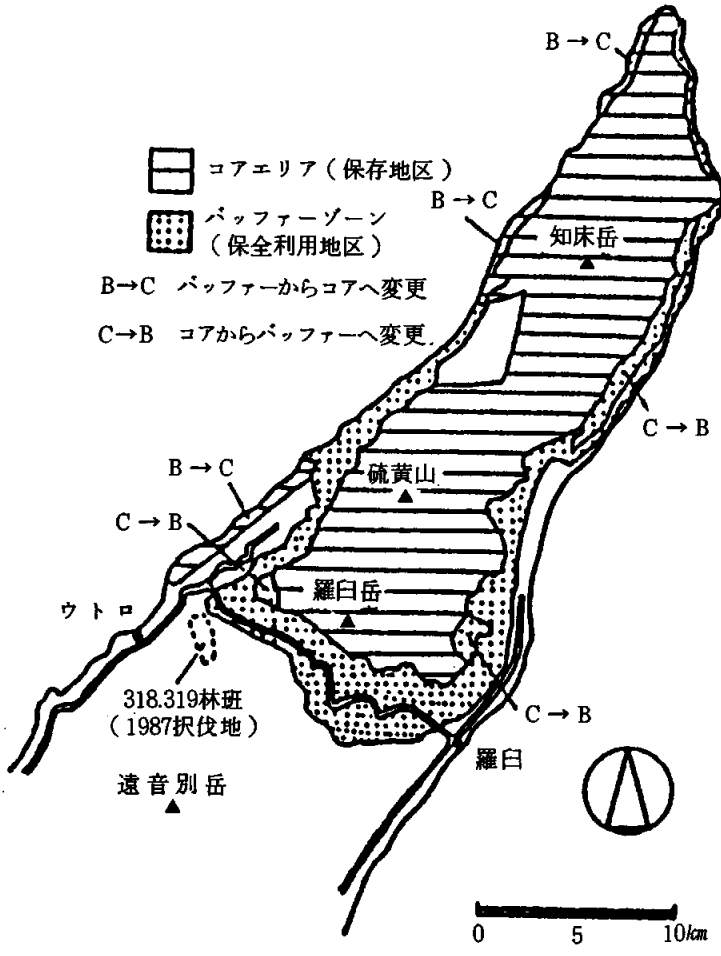 B→C
コアエリア(保存地区)
バッファーゾーン
(保全利用地区)
B→C バッファーからコアへ変更
C→B コアからバッファーへ変更
B→C
知床岳
C→B
硫黄山
B→C
C→B
羅臼岳
ウトロ
318.319林班
(1987択伐地)
C→B
羅臼
遠音別岳
0 5 10km